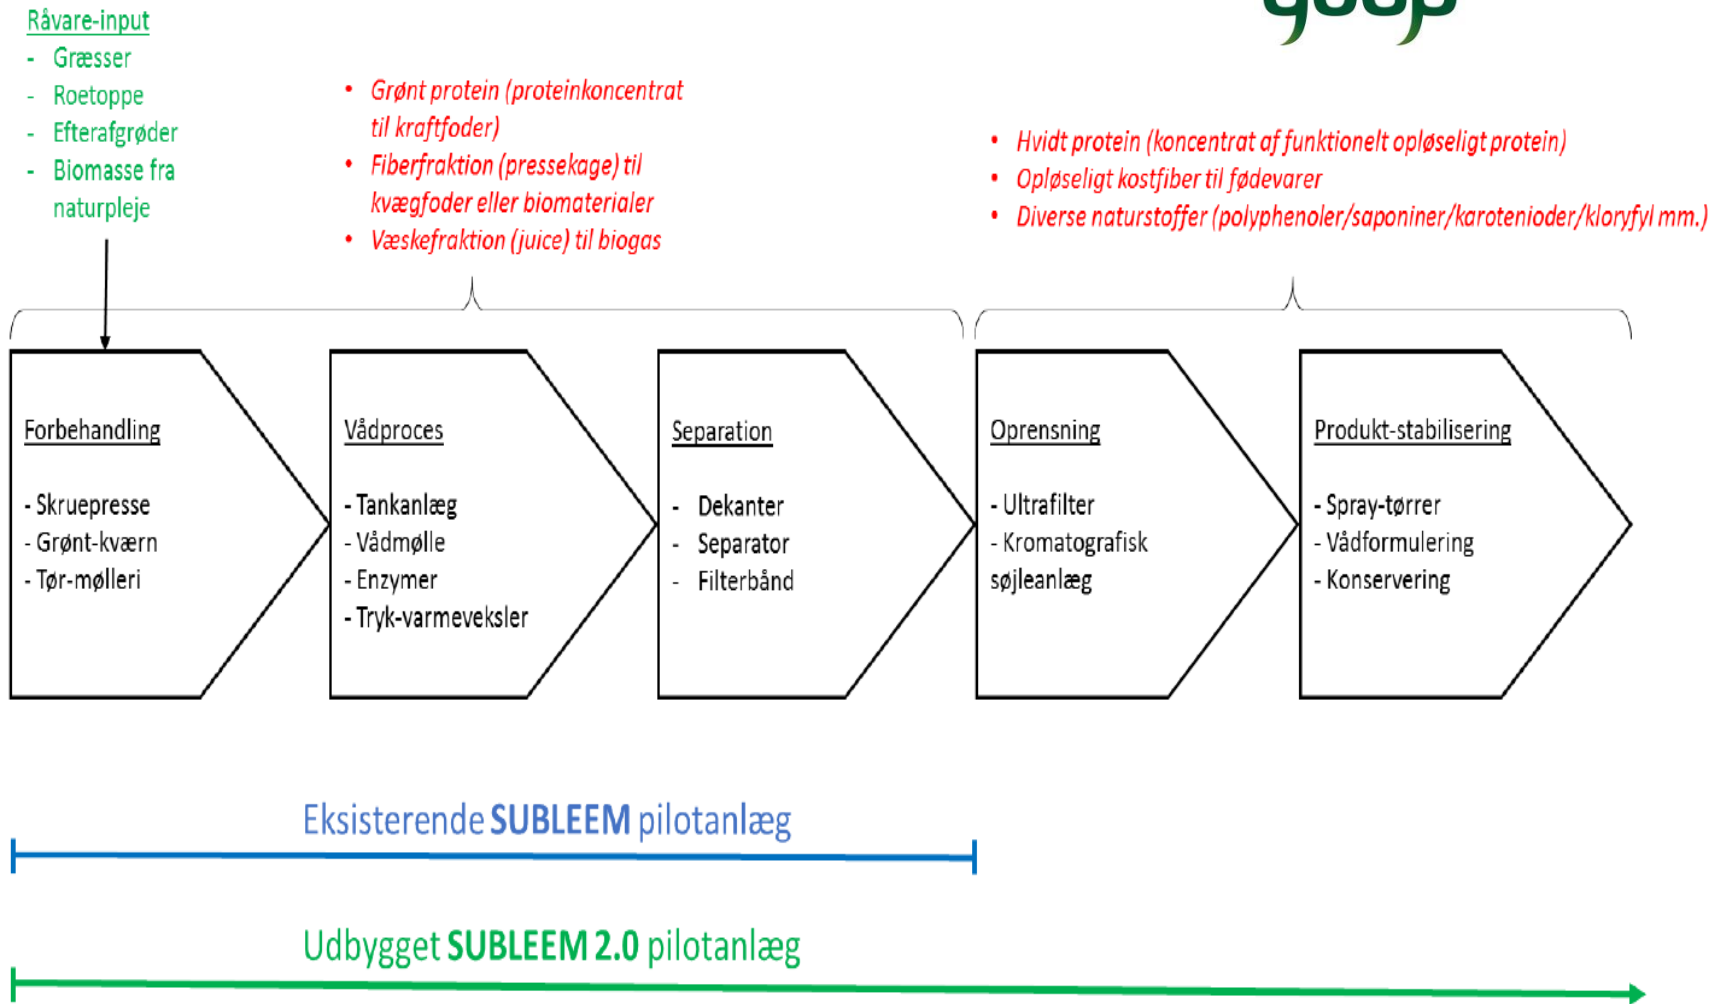 Råvare-input
- Græsser
- Roetoppe
- Efterafgrøder
- Biomasse fra
naturpleje
• Grønt protein (proteinkoncentrat
til kraftfoder)
• Fiberfraktion (pressekage) til
kvægfoder eller biomaterialer
• Væskefraktion (juice) til biogas
• Hvidt protein (koncentrat af funktionelt opløseligt protein)
• Opløseligt kostfiber til fødevarer
• Diverse naturstoffer (polyphenoler/saponiner/karotenioder/kloryfyl mm.)
Forbehandling
- Skruepresse
- Grønt-kværn
- Tør-mølleri
Vådproces
- Tankanlæg
- Vådmølle
- Enzymer
- Tryk-varmeveksler
Separation
- Dekanter
- Separator
- Filterbånd
Oprensning
- Ultrafilter
- Kromatografisk
søjleanlæg
Produkt-stabilisering
- Spray-tørrer
- Vådformulering
- Konservering
Eksisterende SUBLEEM pilotanlæg
Udbygget SUBLEEM 2.0 pilotanlæg